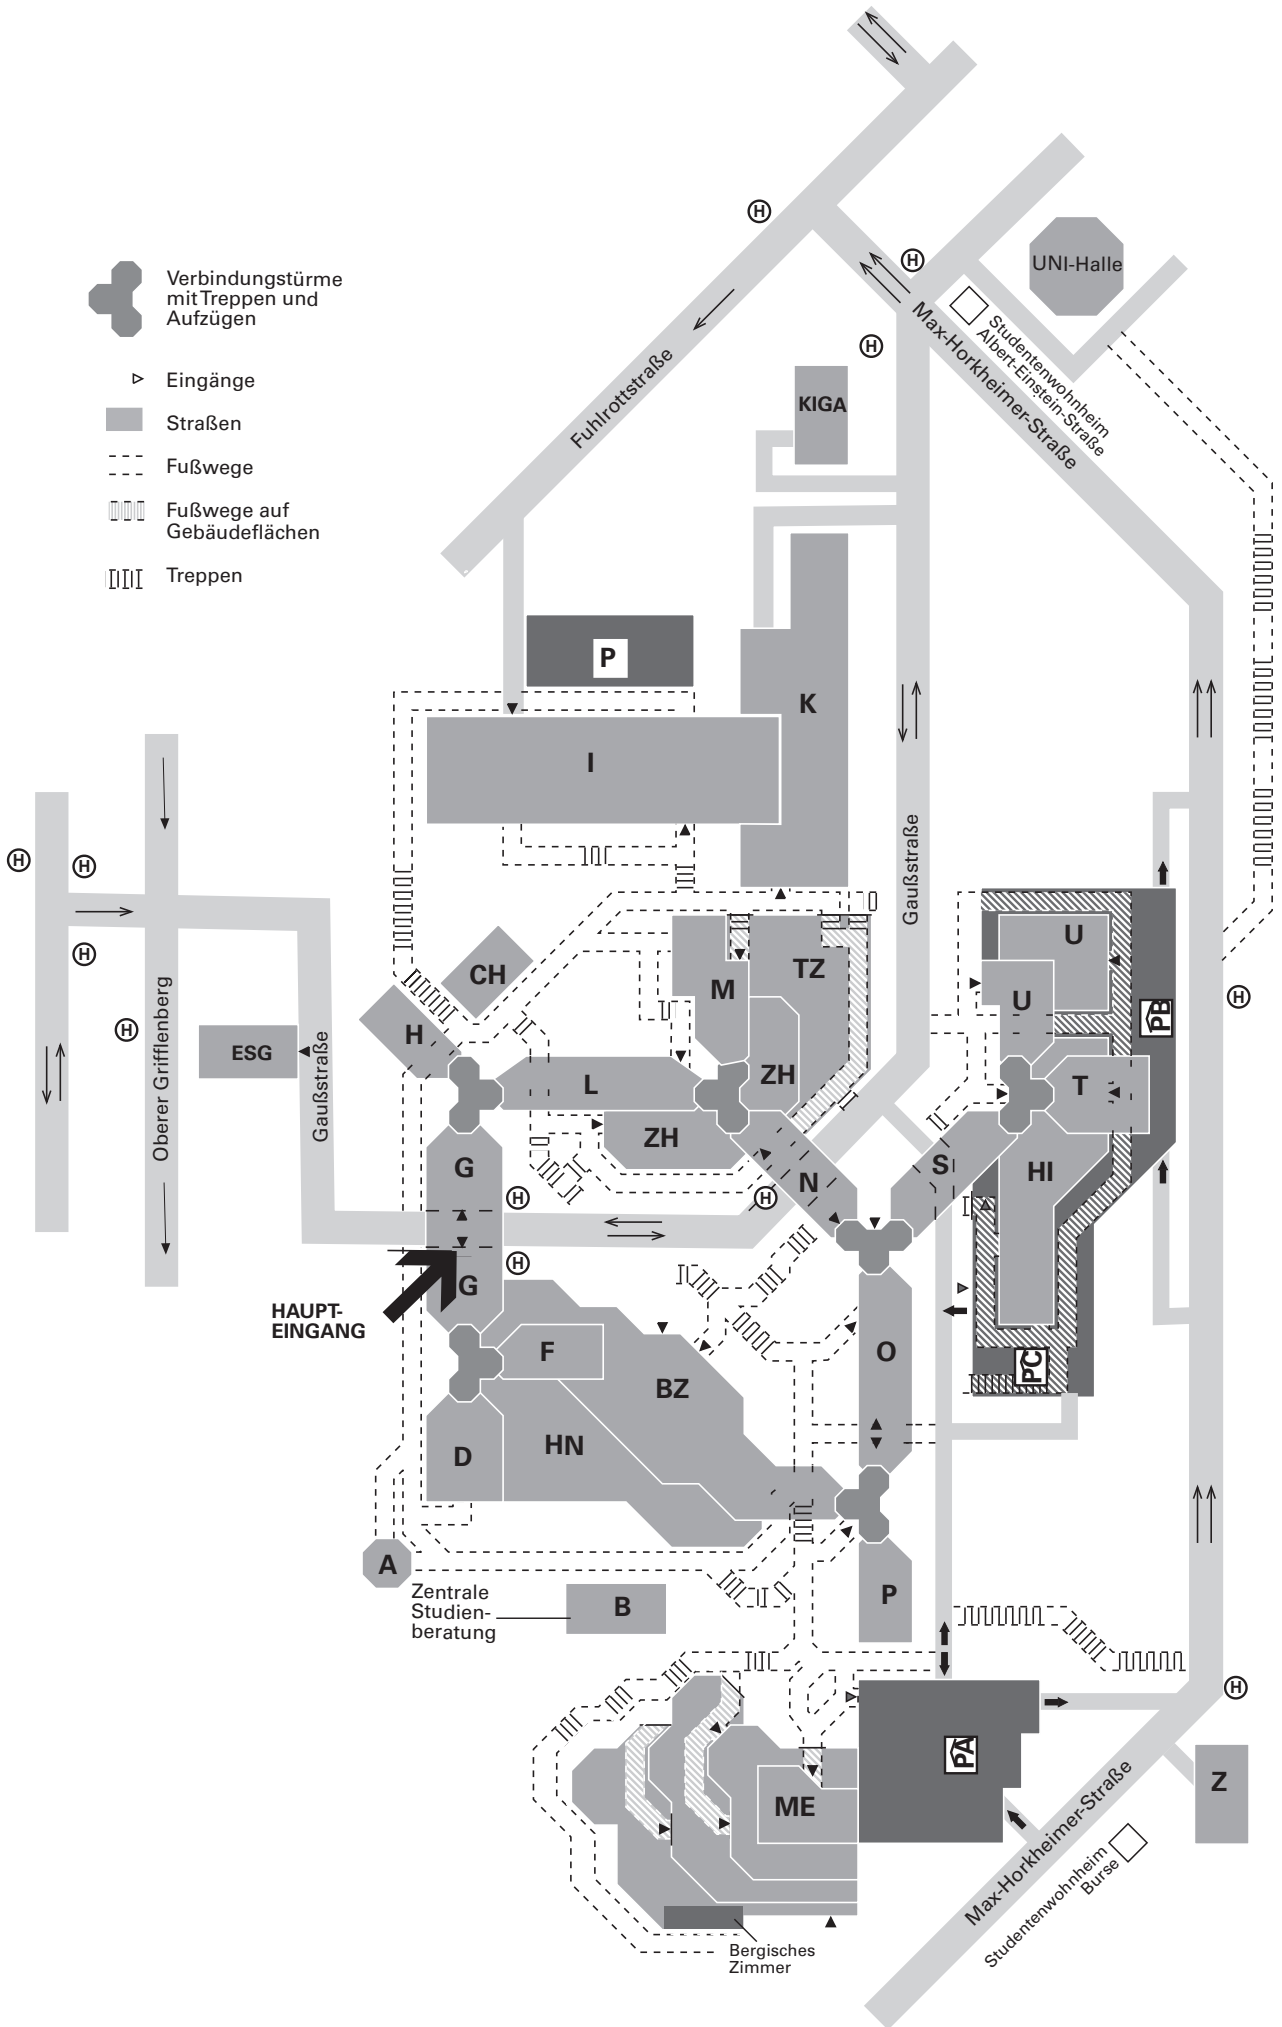 H
UNI-Halle
H
Verbindungstürme
mit Treppen und
Aufzügen
H
Max-Horkheimer-Straße
Studentenwohnheim
Albert-Einstein-Straße
Fuhlrottstraße
Eingänge
KIGA
Straßen
Fußwege
Fußwege auf
Gebäudeflächen
Treppen
P
K
I
Gaußstraße
H
H
H
CH
M
TZ
U
U
H
PB
H
H
ESG
Oberer Grifflenberg
Gaußstraße
L
ZH
T
ZH
G
S
HI
N
H
H
H
G
HAUPT-
EINGANG
F
O
PC
BZ
HN
D
A
Zentrale
Studien-
beratung
B
P
H
PA
Z
ME
Max-Horkheimer-Straße
Studentenwohnheim
Burse
Bergisches
Zimmer